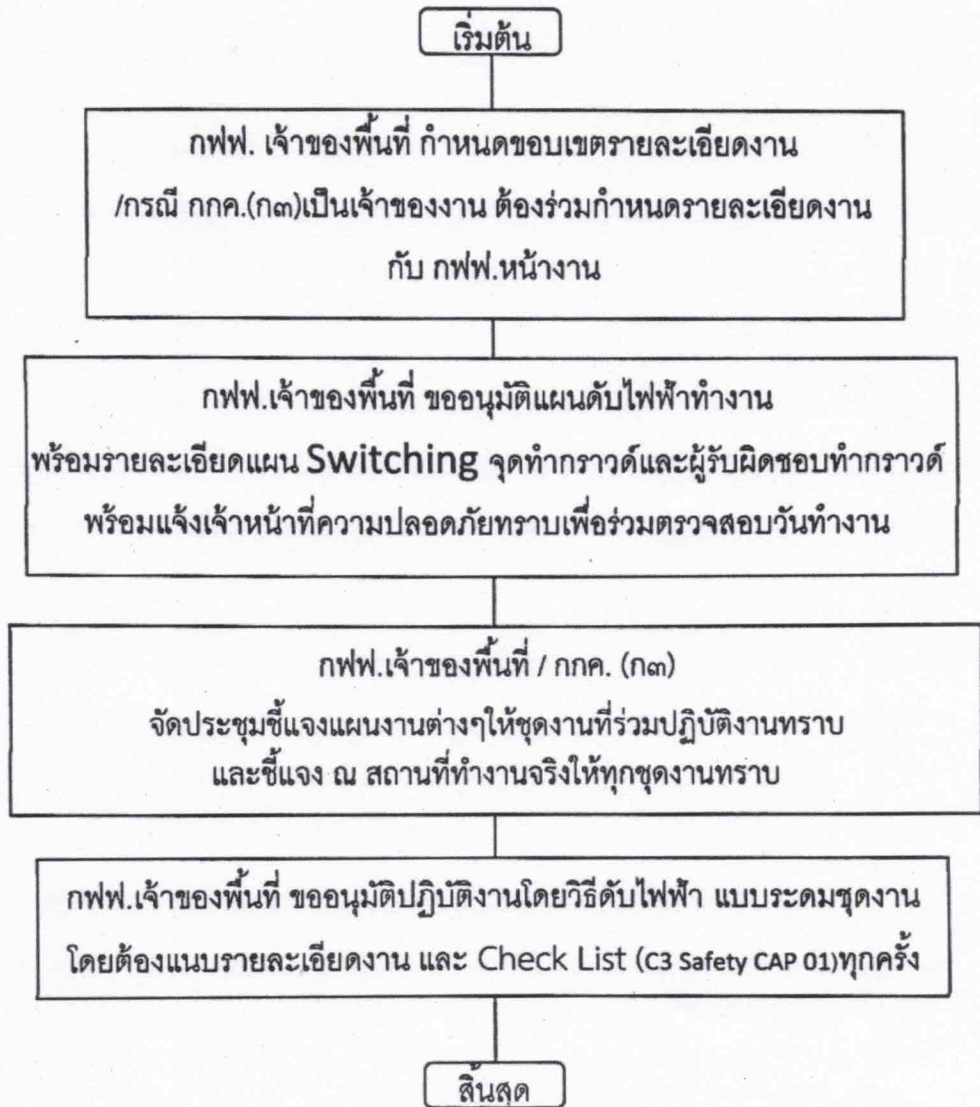 เริ่มต้น
กฟฟ. เจ้าของพื้นที่ กำหนดขอบเขตรายละเอียดงาน
/กรณี กกค.(ก๓)เป็นเจ้าของงาน ต้องร่วมกำหนดรายละเอียดงาน
กับ กฟฟ.หน้างาน
กฟฟ.เจ้าของพื้นที่ ขออนุมัติแผนดับไฟฟ้าทำงาน
พร้อมรายละเอียดแผน Switching จุดทำกราวด์และผู้รับผิดชอบทำกราวด์
พร้อมแจ้งเจ้าหน้าที่ความปลอดภัยทราบเพื่อร่วมตรวจสอบวันทำงาน
กฟฟ.เจ้าของพื้นที่ / กกค. (ก๓)
จัดประชุมชี้แจงแผนงานต่างๆให้ชุดงานที่ร่วมปฏิบัติงานทราบ
และชี้แจง ณ สถานที่ทำงานจริงให้ทุกชุดงานทราบ
กฟฟ.เจ้าของพื้นที่ ขออนุมัติปฏิบัติงานโดยวิธีดับไฟฟ้า แบบระดมชุดงาน
โดยต้องแนบรายละเอียดงาน และ Check List (C3 Safety CAP 01)ทุกครั้ง
สิ้นสุด